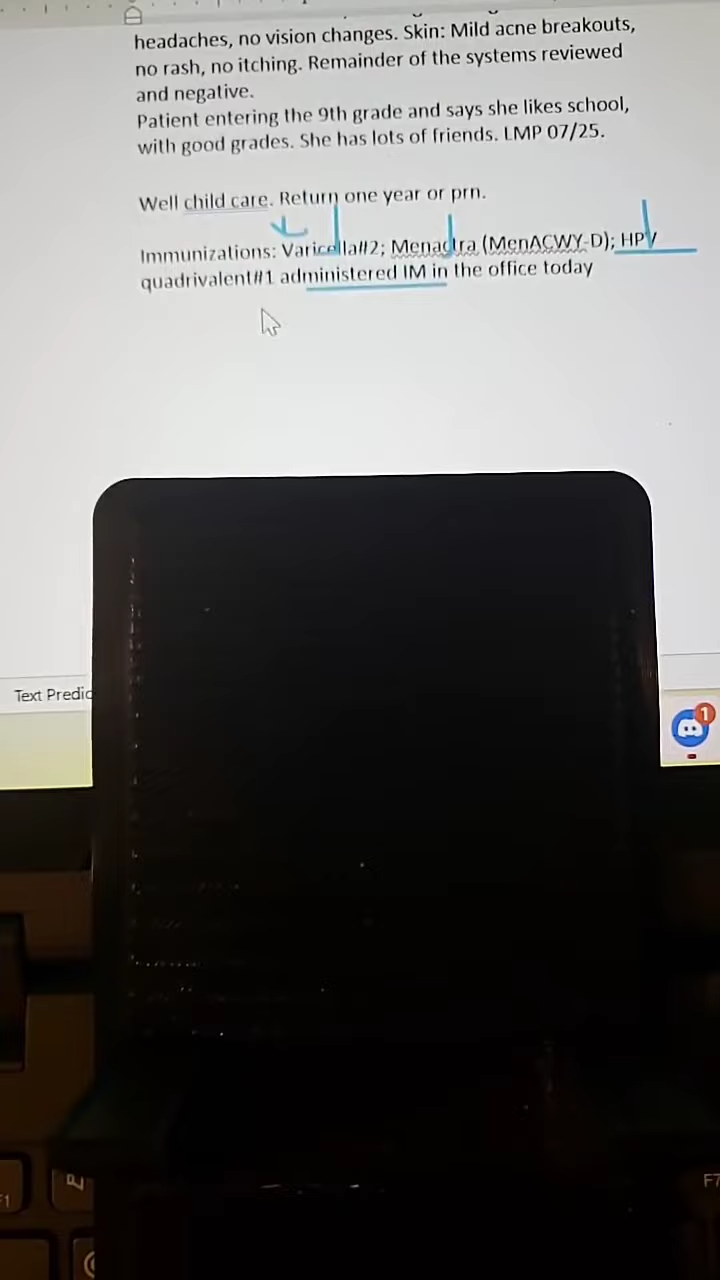 headaches, no vision changes. Skin: Mild acne breakouts,
no rash, no itching. Remainder of the systems reviewed
and negative.
Patient entering the 9th grade and says she likes school,
with good grades. She has lots of friends. LMP 07/25.
Well child care. Return one year or prn.
Immunizations: Varicella#2; Menactra (MenACWY-D); HPV
quadrivalent#1 administered IM in the office today
Text Predic
1
F1
F7